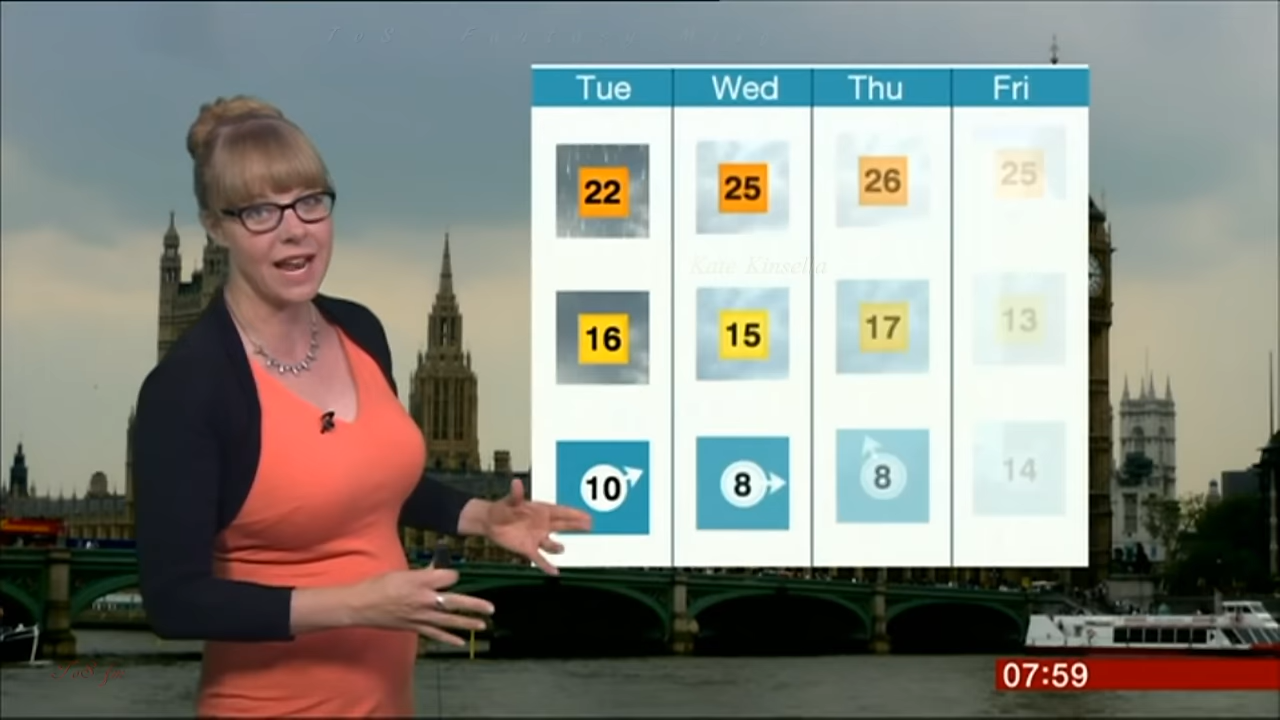 Tue Wed Thu Fri
22 25 26 25
Kate Kinsella
16 15 17 13
10 8 8 14
07:59